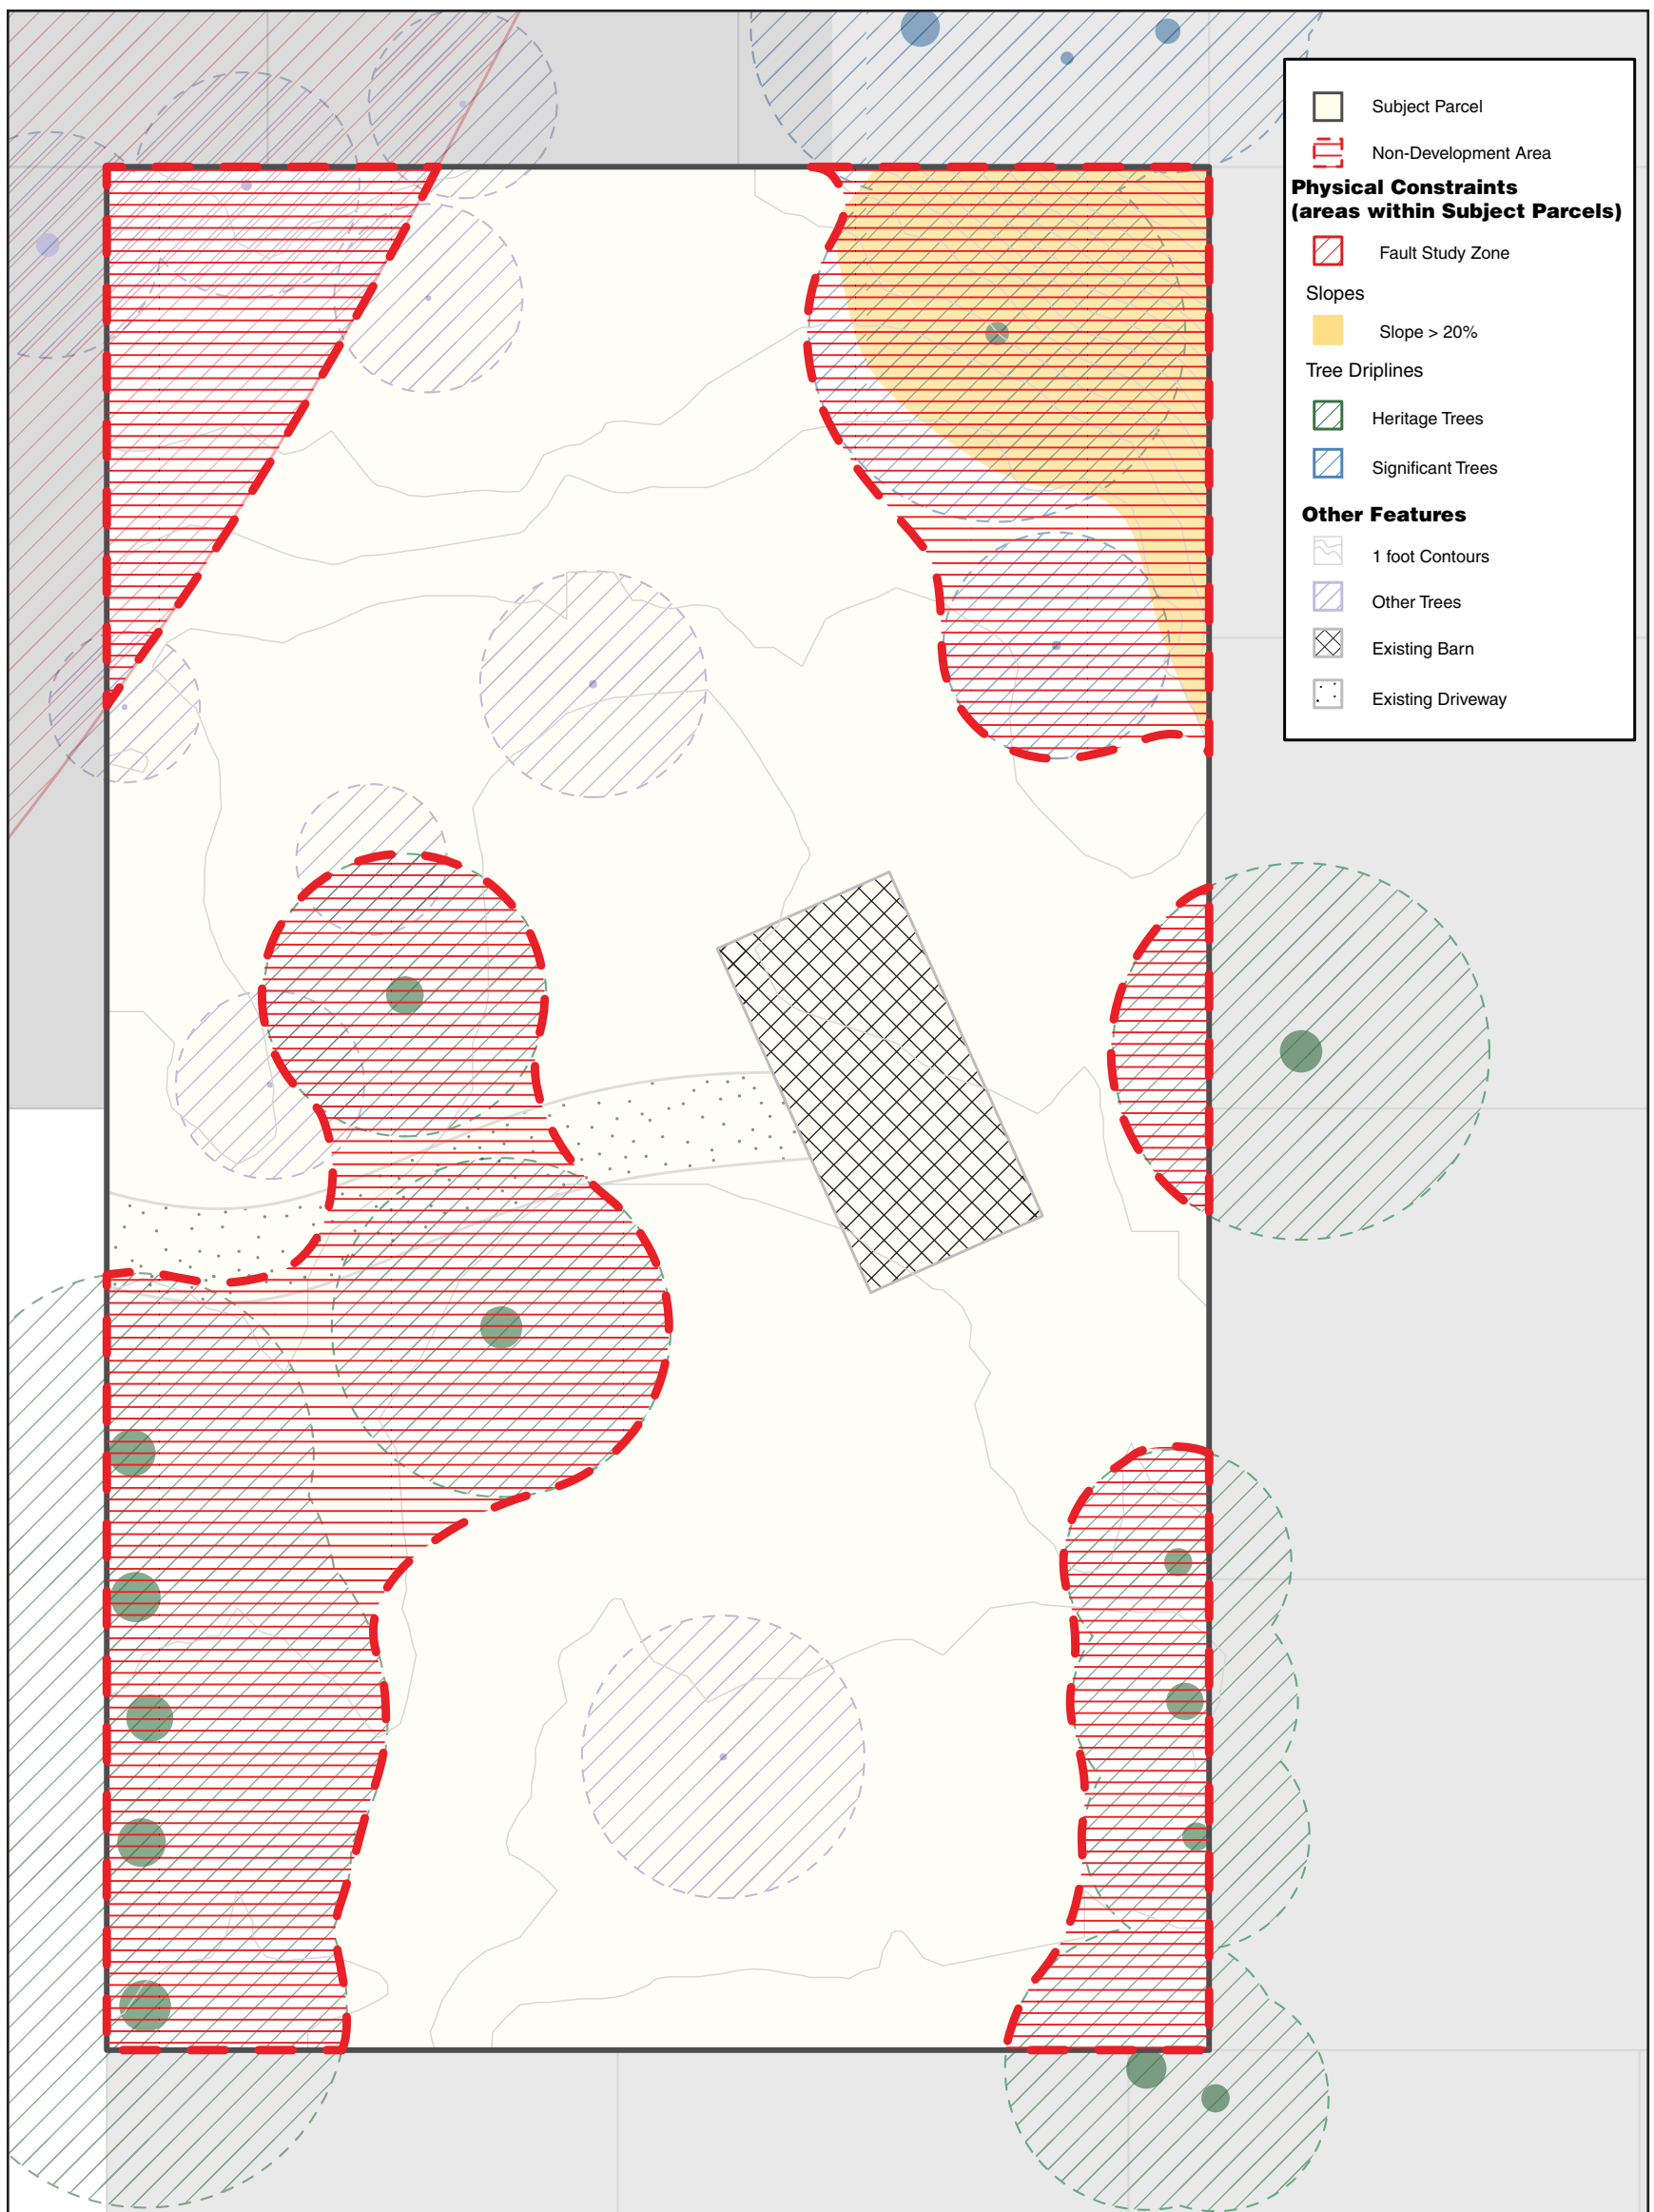 Subject Parcel
Non-Development Area
Physical Constraints
(areas within Subject Parcels)
Fault Study Zone
Slopes
Slope > 20%
Tree Driplines
Heritage Trees
Significant Trees
Other Features
1 foot Contours
Other Trees
Existing Barn
Existing Driveway